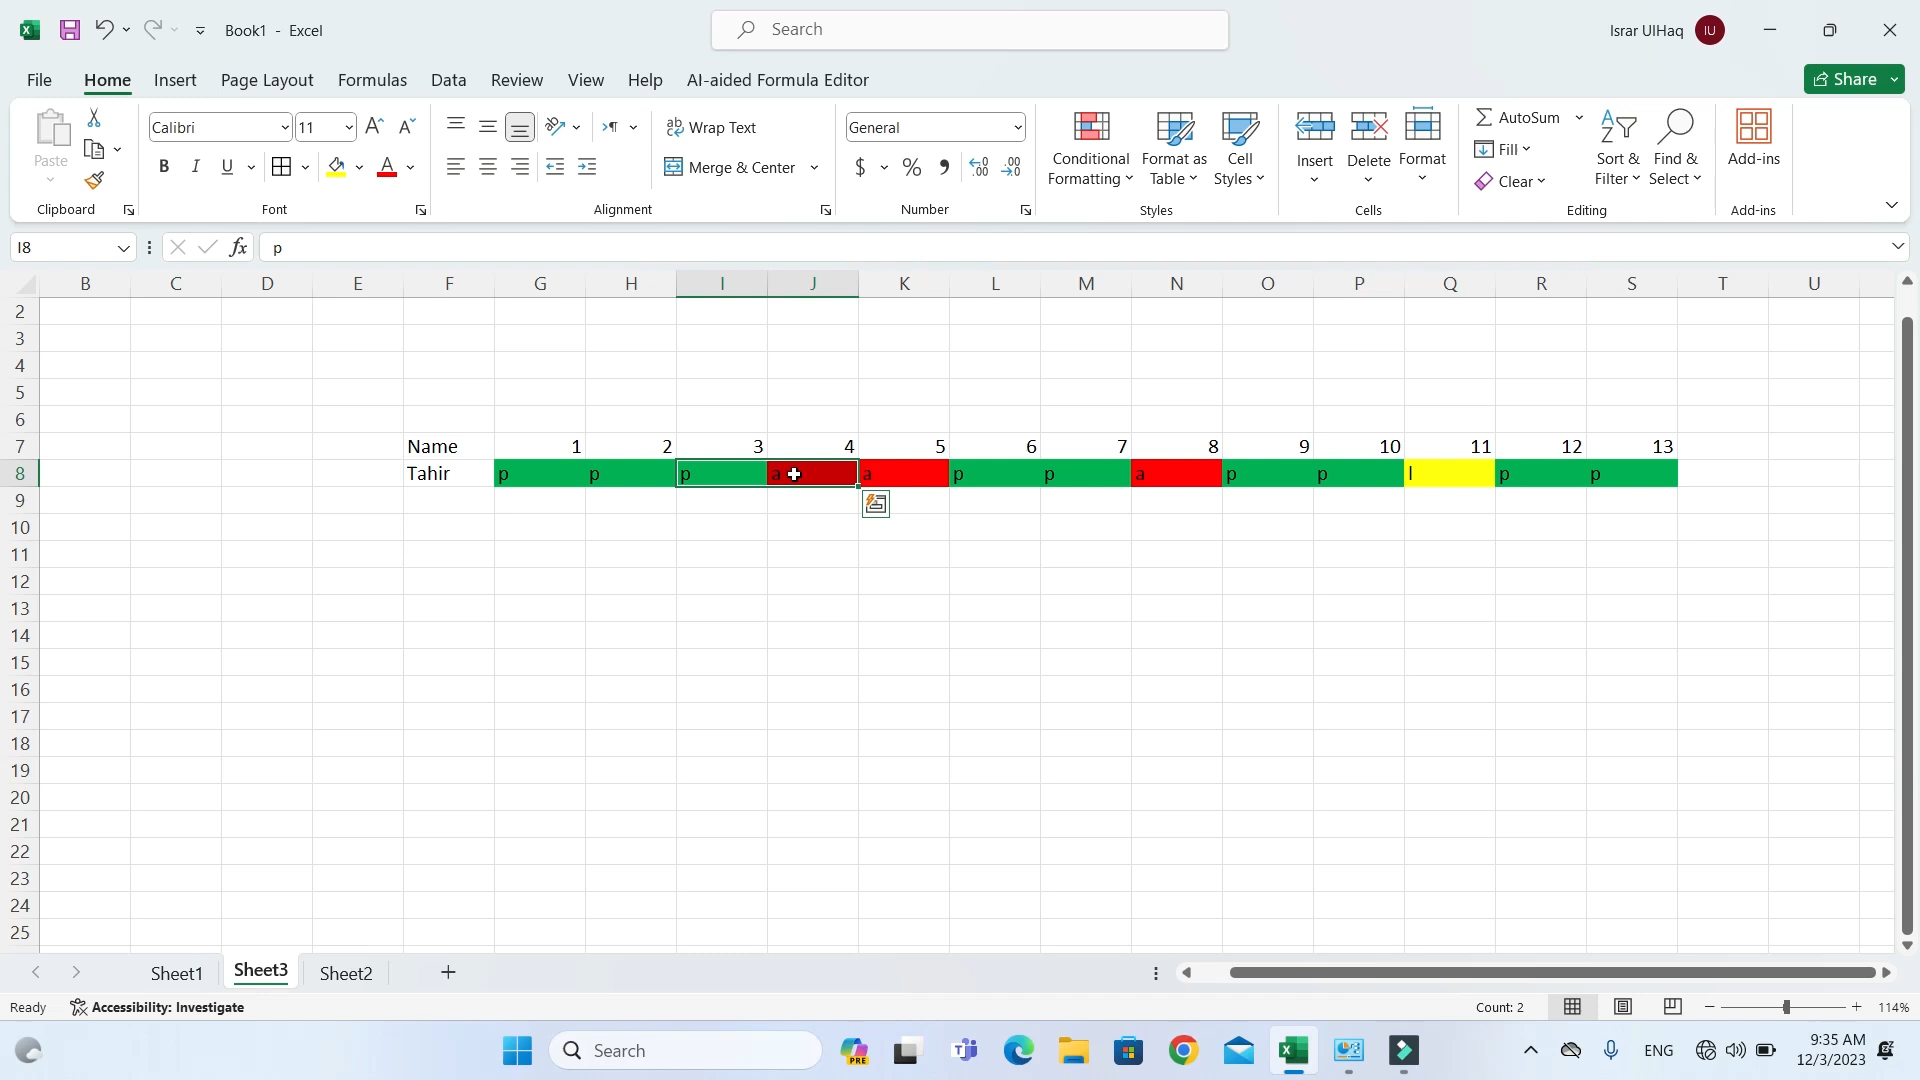 Book1 - Excel
Search
Israr UlHaq
IU
File Home Insert Page Layout Formulas Data Review View Help AI-aided Formula Editor
Share
Paste
Calibri
11
Wrap Text
General
Conditional Formatting
Format as Table
Cell Styles
Insert
Delete
Format
AutoSum
Fill
Clear
Sort & Filter
Find & Select
Add-ins
B I U
Merge & Center
$ % ,
Clipboard
Font
Alignment
Number
Styles
Cells
Editing
Add-ins
I8
fx
p
B C D E F G H I J K L M N O P Q R S T U
2
3
4
5
6
7 Name 1 2 3 4 5 6 7 8 9 10 11 12 13
8 Tahir p p p a a p p a p p l p p
9
10
11
12
13
14
15
16
17
18
19
20
21
22
23
24
25
Sheet1 Sheet3 Sheet2
Ready Accessibility: Investigate
Count: 2
114%
Search
PRE
ENG
9:35 AM
12/3/2023